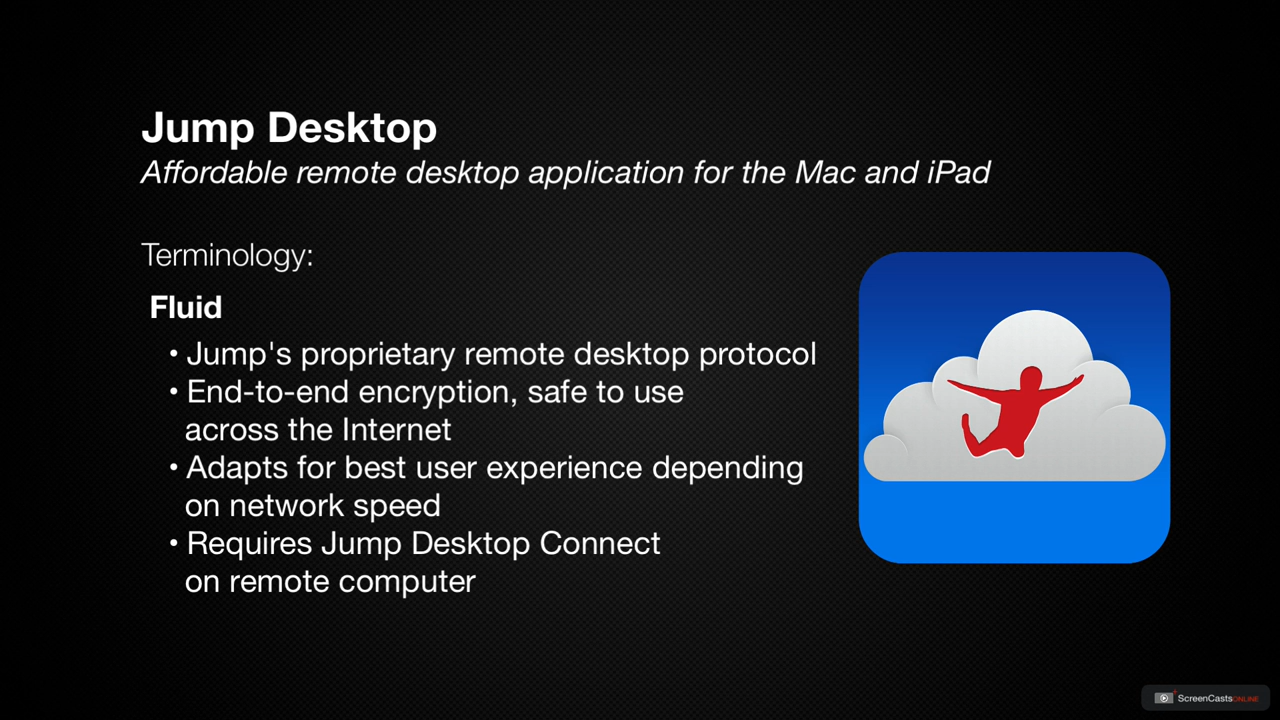 Jump Desktop
Affordable remote desktop application for the Mac and iPad
Terminology:
Fluid
• Jump's proprietary remote desktop protocol
• End-to-end encryption, safe to use
across the Internet
• Adapts for best user experience depending
on network speed
• Requires Jump Desktop Connect
on remote computer
ScreenCastsONLINE